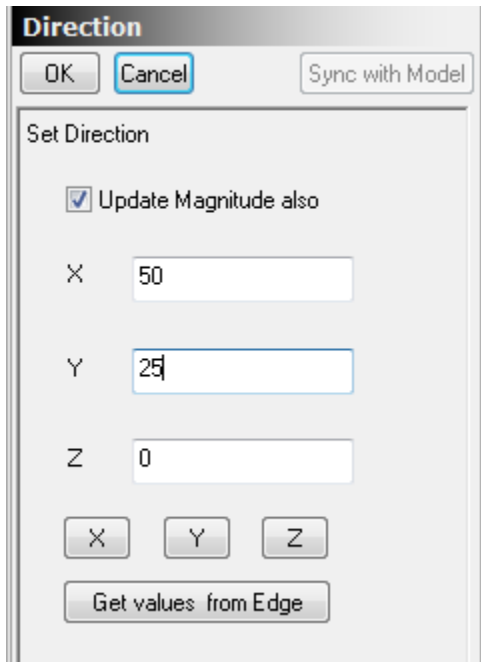 Direction
OK Cancel Sync with Model
Set Direction
Update Magnitude also
X 50
Y 25
Z 0
X Y Z
Get values from Edge